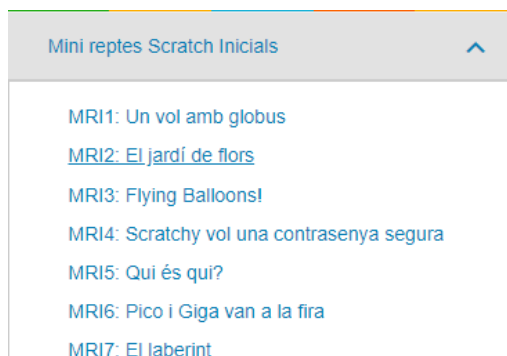 Mini reptes Scratch Inicials
MRI1: Un vol amb globus
MRI2: El jardí de flors
MRI3: Flying Balloons!
MRI4: Scratchy vol una contrasenya segura
MRI5: Qui és qui?
MRI6: Pico i Giga van a la fira
MRI7: El laberint